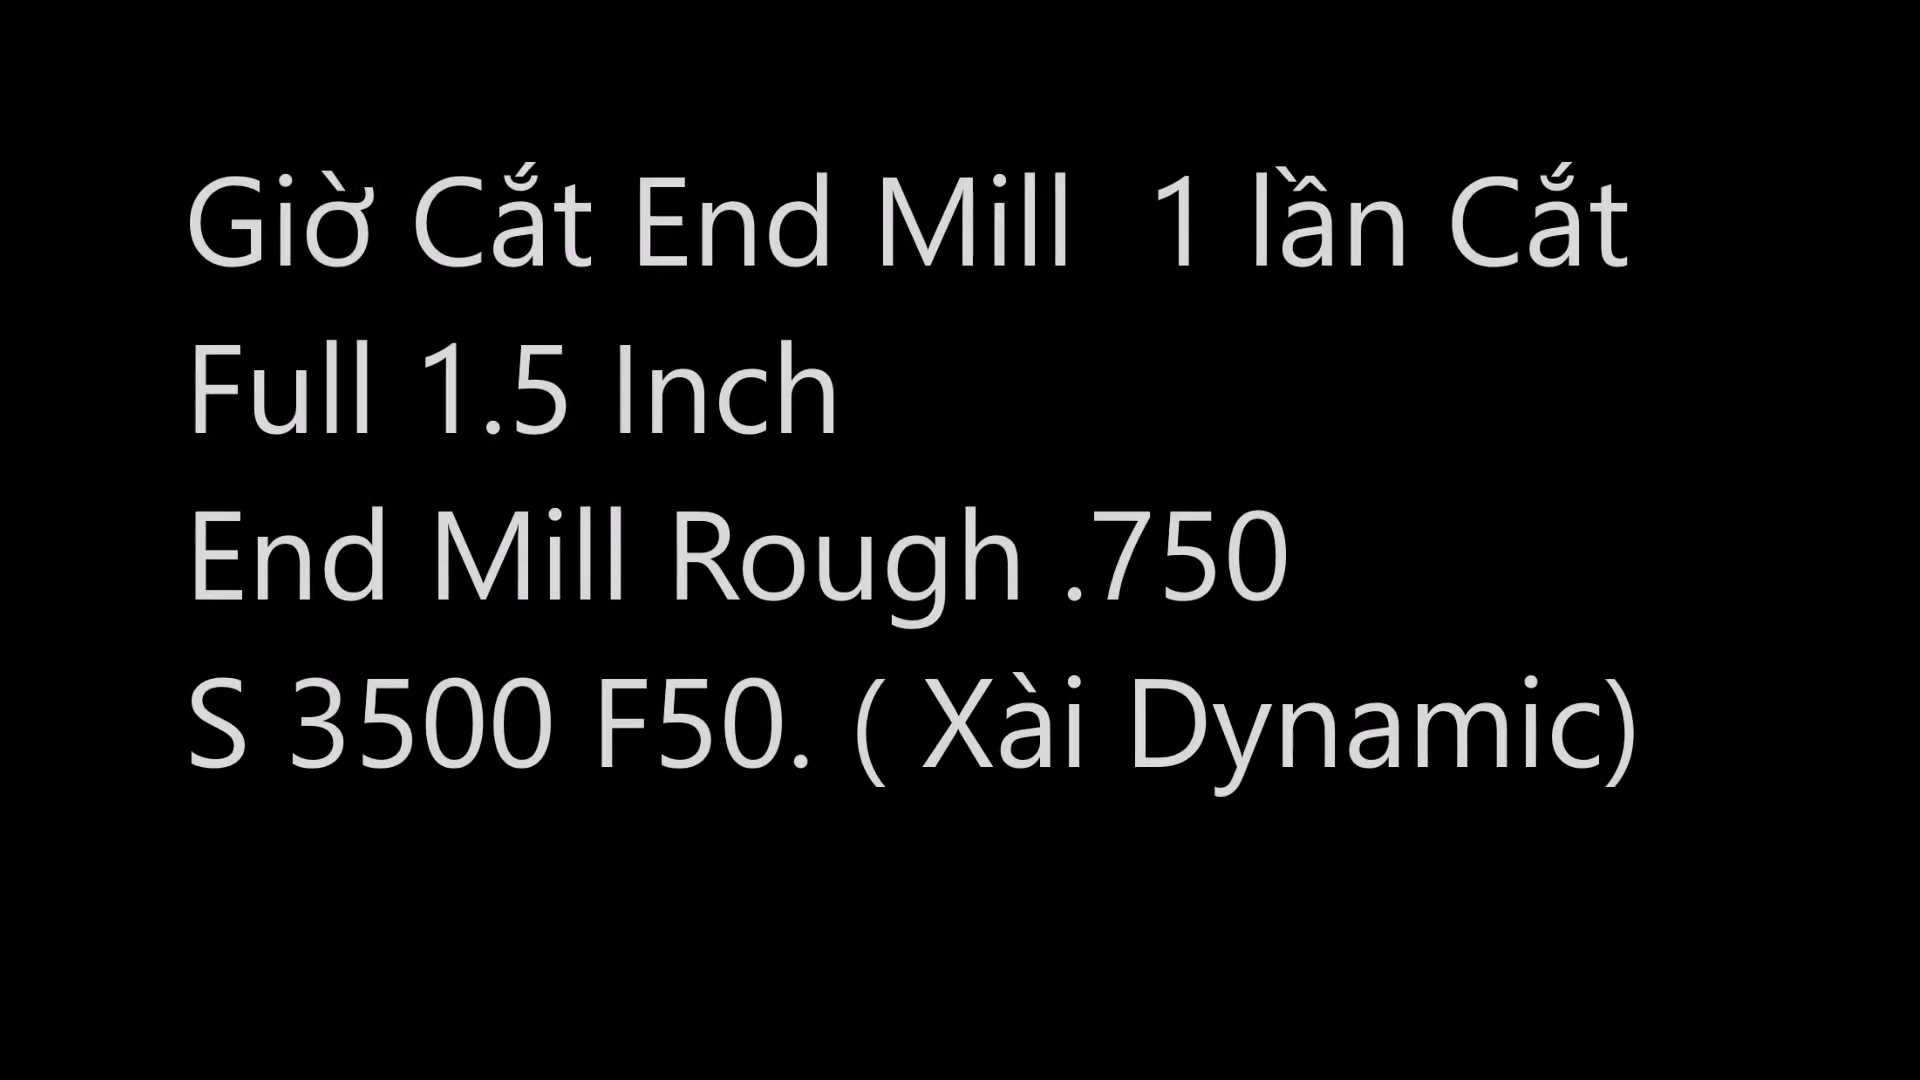 Giờ Cắt End Mill  1 lần Cắt
Full 1.5 Inch
End Mill Rough .750
S 3500 F50. ( Xài Dynamic)